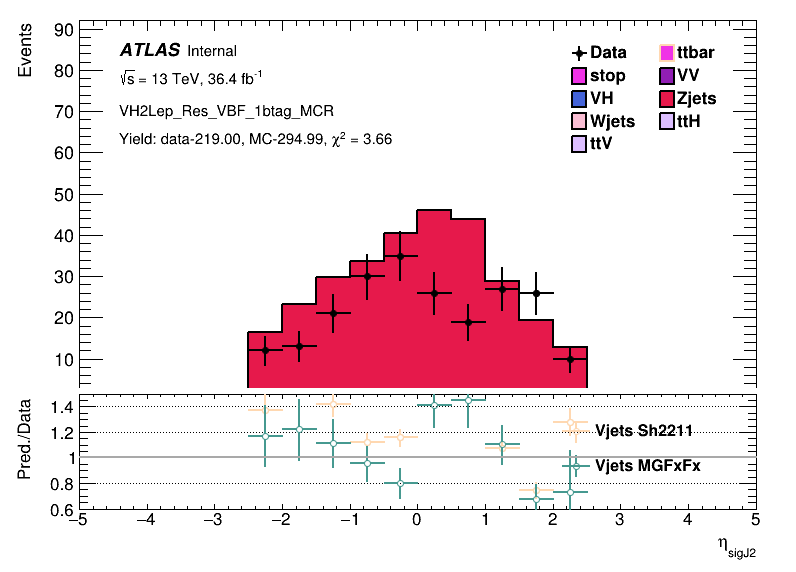 Events
90
80
70
60
50
40
30
20
10
ATLAS Internal
√s = 13 TeV, 36.4 fb⁻¹
VH2Lep_Res_VBF_1btag_MCR
Yield: data-219.00, MC-294.99, χ² = 3.66
Data ttbar
stop VV
VH Zjets
Wjets ttH
ttV
Pred./Data
1.4
1.2
1
0.8
0.6
Vjets Sh2211
Vjets MGFxFx
−5 −4 −3 −2 −1 0 1 2 3 4 5
η sigJ2